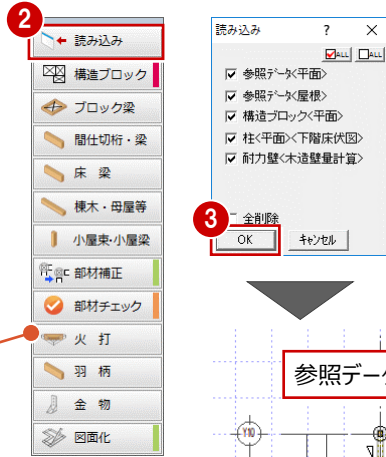 2
読み込み
構造ブロック
ブロック梁
間仕切桁・梁
床 梁
棟木・母屋等
小屋束・小屋梁
部材補正
部材チェック
火 打
羽 柄
金 物
図面化
読み込み ? ×
ALL ALL
参照データ<平面>
参照データ<屋根>
構造ブロック<平面>
柱<平面><下階床伏図>
耐力壁<木造壁量計算>
3
全削除
OK キャンセル
参照データ
Y10